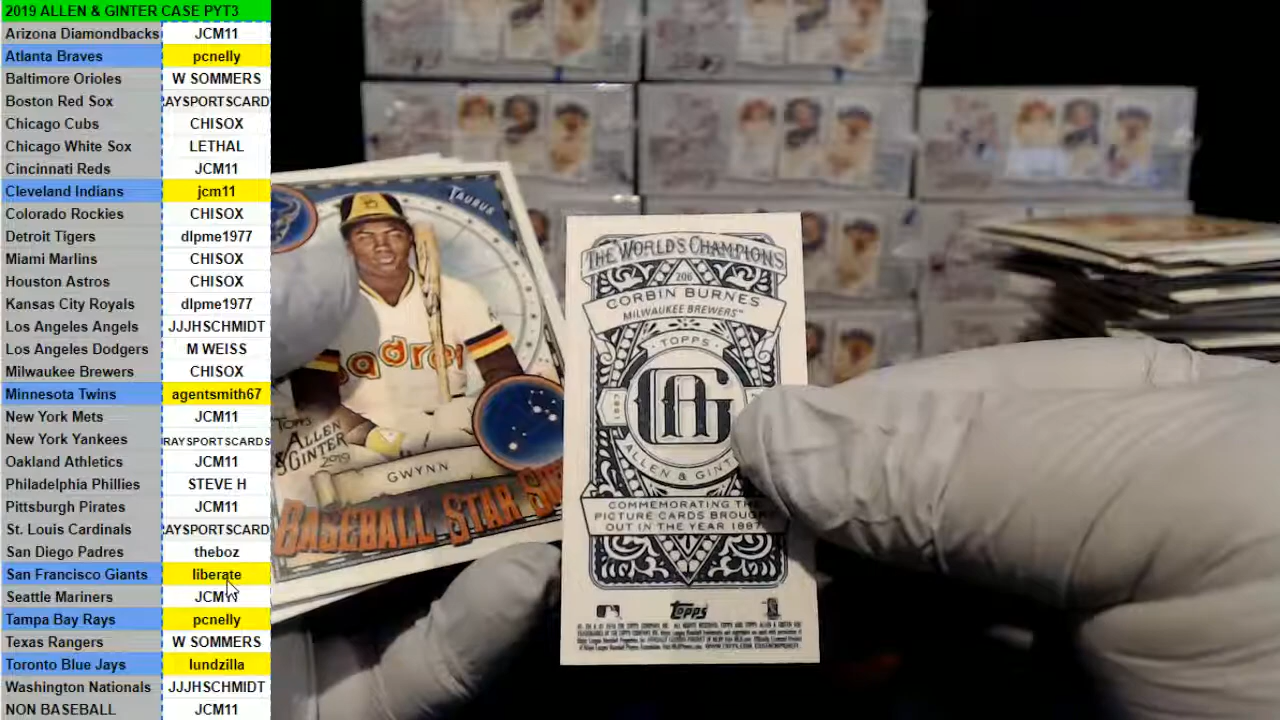 2019 ALLEN & GINTER CASE PYT3
Arizona Diamondbacks JCM11
Atlanta Braves pcnelly
Baltimore Orioles W SOMMERS
Boston Red Sox AYSPORTSCARD
Chicago Cubs CHISOX
Chicago White Sox LETHAL
Cincinnati Reds JCM11
Cleveland Indians jcm11
Colorado Rockies CHISOX
Detroit Tigers dlpme1977
Miami Marlins CHISOX
Houston Astros CHISOX
Kansas City Royals dlpme1977
Los Angeles Angels JJJHSCHMIDT
Los Angeles Dodgers M WEISS
Milwaukee Brewers CHISOX
Minnesota Twins agentsmith67
New York Mets JCM11
New York Yankees RAYSPORTSCARDS
Oakland Athletics JCM11
Philadelphia Phillies STEVE H
Pittsburgh Pirates JCM11
St. Louis Cardinals AYSPORTSCARD
San Diego Padres theboz
San Francisco Giants liberate
Seattle Mariners JCM11
Tampa Bay Rays pcnelly
Texas Rangers W SOMMERS
Toronto Blue Jays lundzilla
Washington Nationals JJJHSCHMIDT
NON BASEBALL JCM11
TAURUS
Padres
TOPPS
ALLEN
& GINTER
2019
GWYNN
BASEBALL STAR
THE WORLD'S CHAMPIONS
206
CORBIN BURNES
MILWAUKEE BREWERS™
· TOPPS ·
AG
ALLEN & GINT
COMMEMORATING THE
PICTURE CARDS BROUG
OUT IN THE YEAR 1887
Topps